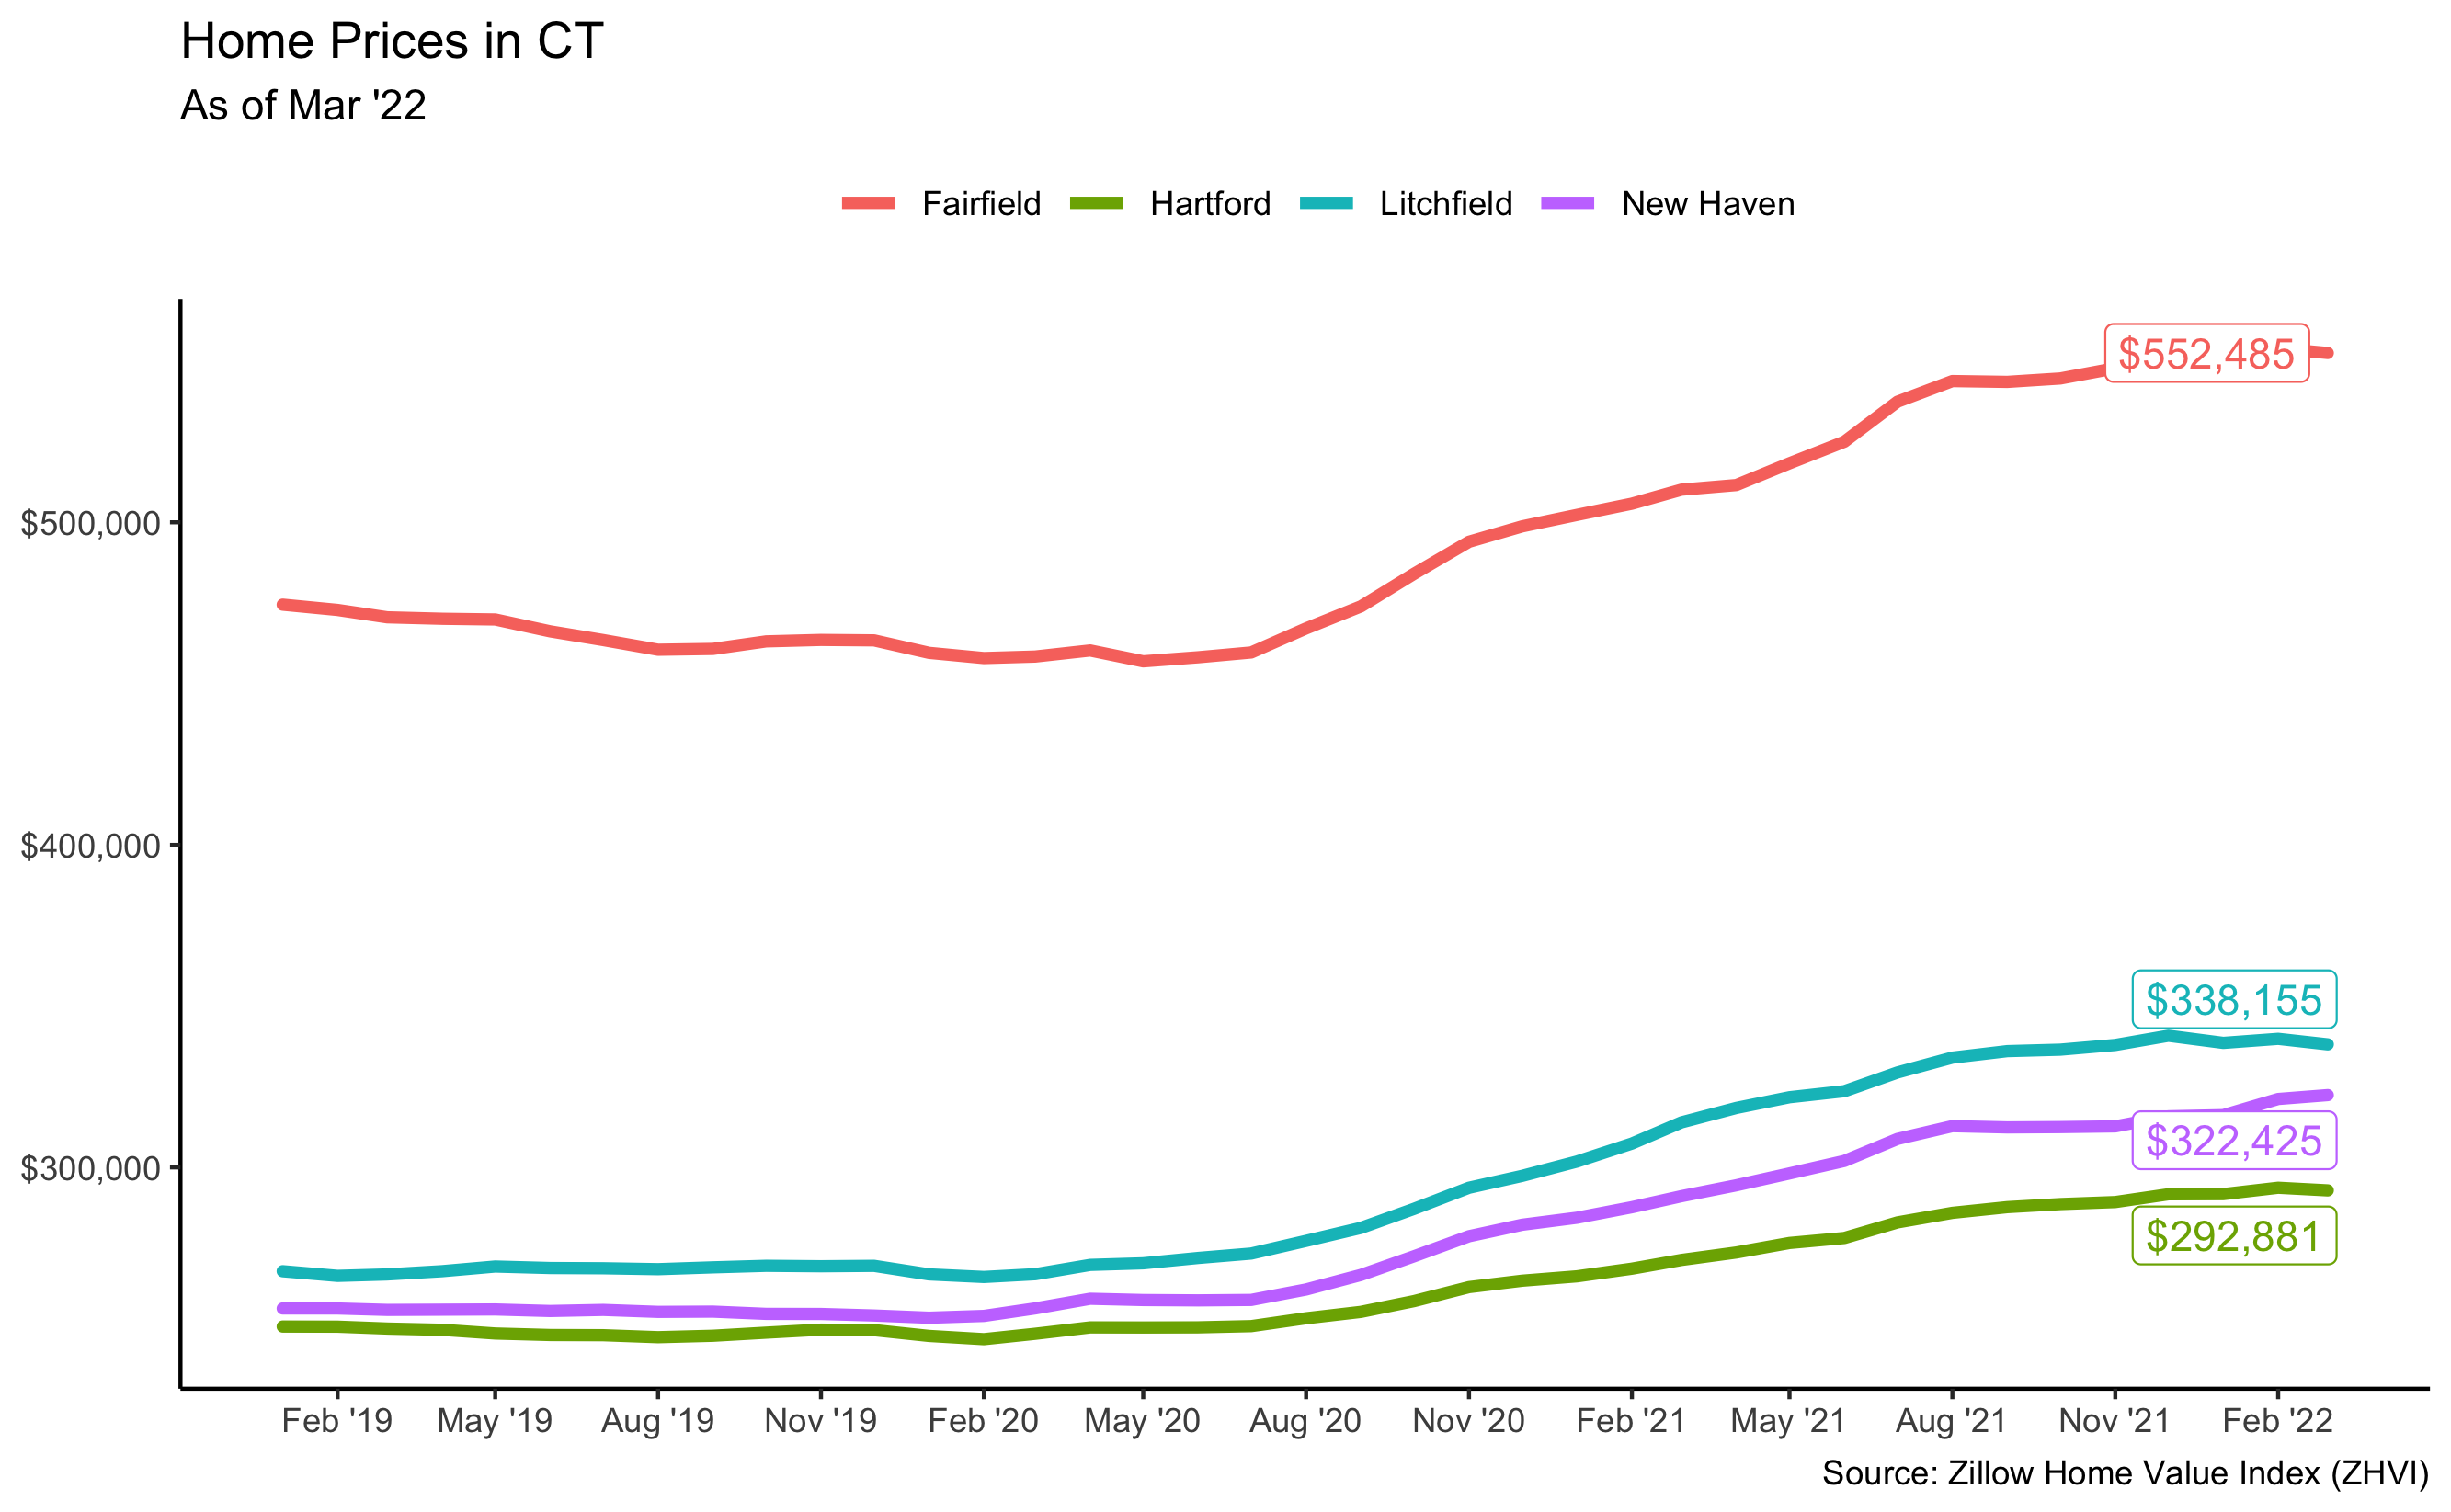 Home Prices in CT
As of Mar '22
Fairfield Hartford Litchfield New Haven
$552,485
$500,000
$400,000
$338,155
$300,000
$322,425
$292,881
Feb '19 May '19 Aug '19 Nov '19 Feb '20 May '20 Aug '20 Nov '20 Feb '21 May '21 Aug '21 Nov '21 Feb '22
Source: Zillow Home Value Index (ZHVI)